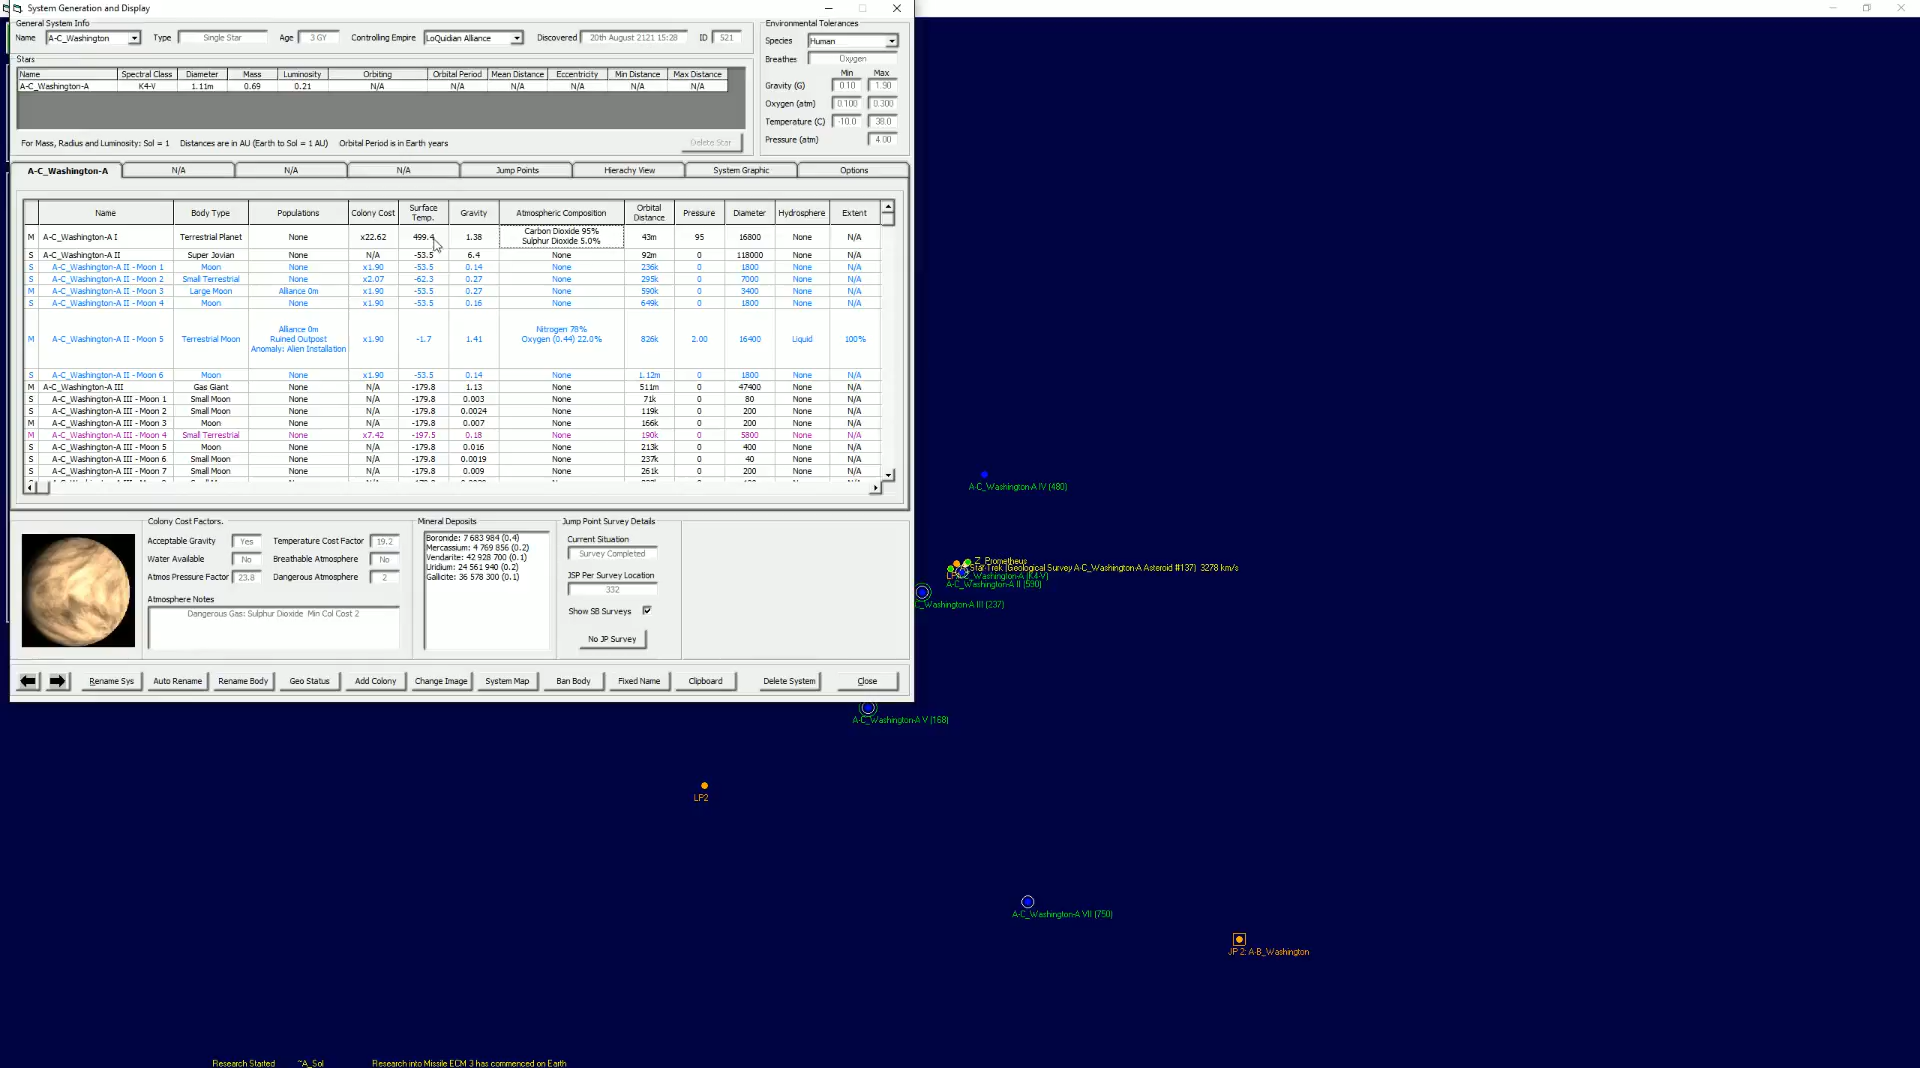 System Generation and Display
General System Info
Name A-C_Washington Type Single Star Age 3 GY Controlling Empire LoQuidian Alliance Discovered 20th August 2121 15:28 ID 521
Stars
Name Spectral Class Diameter Mass Luminosity Orbiting Orbital Period Mean Distance Eccentricity Min Distance Max Distance
A-C_Washington-A K4-V 1.11m 0.69 0.21 N/A N/A N/A N/A N/A N/A
For Mass, Radius and Luminosity: Sol = 1 Distances are in AU (Earth to Sol = 1 AU) Orbital Period is in Earth years
Delete Star
Environmental Tolerances
Species Human
Breathes Oxygen
Min Max
Gravity (G) 0.10 1.90
Oxygen (atm) 0.100 0.300
Temperature (C) -10.0 38.0
Pressure (atm) 4.00
A-C_Washington-A N/A N/A N/A Jump Points Hierachy View System Graphic Options
Name Body Type Populations Colony Cost Surface Temp. Gravity Atmospheric Composition Orbital Distance Pressure Diameter Hydrosphere Extent
M A-C_Washington-A I Terrestrial Planet None x22.62 499.4 1.38 Carbon Dioxide 95% Sulphur Dioxide 5.0% 43m 95 16800 None N/A
S A-C_Washington-A II Super Jovian None N/A -53.5 6.4 None 92m 0 118000 None N/A
S A-C_Washington-A II - Moon 1 Moon None x1.90 -53.5 0.14 None 236k 0 1800 None N/A
S A-C_Washington-A II - Moon 2 Small Terrestrial None x2.07 -62.3 0.27 None 295k 0 7000 None N/A
M A-C_Washington-A II - Moon 3 Large Moon Alliance 0m x1.90 -53.5 0.27 None 590k 0 3400 None N/A
S A-C_Washington-A II - Moon 4 Moon None x1.90 -53.5 0.16 None 649k 0 1800 None N/A
M A-C_Washington-A II - Moon 5 Terrestrial Moon Alliance 0m Ruined Outpost Anomaly: Alien Installation x1.90 -1.7 1.41 Nitrogen 78% Oxygen (0.44) 22.0% 826k 2.00 16400 Liquid 100%
S A-C_Washington-A II - Moon 6 Moon None x1.90 -53.5 0.14 None 1.12m 0 1800 None N/A
M A-C_Washington-A III Gas Giant None N/A -179.8 1.13 None 511m 0 47400 None N/A
S A-C_Washington-A III - Moon 1 Small Moon None N/A -179.8 0.003 None 71k 0 80 None N/A
S A-C_Washington-A III - Moon 2 Small Moon None N/A -179.8 0.0024 None 119k 0 200 None N/A
M A-C_Washington-A III - Moon 3 Moon None N/A -179.8 0.007 None 166k 0 200 None N/A
M A-C_Washington-A III - Moon 4 Small Terrestrial None x7.42 -197.5 0.18 None 190k 0 5800 None N/A
S A-C_Washington-A III - Moon 5 Moon None N/A -179.8 0.016 None 213k 0 400 None N/A
S A-C_Washington-A III - Moon 6 Small Moon None N/A -179.8 0.0019 None 237k 0 40 None N/A
S A-C_Washington-A III - Moon 7 Small Moon None N/A -179.8 0.009 None 261k 0 200 None N/A
Colony Cost Factors.
Acceptable Gravity Yes Temperature Cost Factor 19.2
Water Available No Breathable Atmosphere No
Atmos Pressure Factor 23.8 Dangerous Atmosphere 2
Atmosphere Notes
Dangerous Gas: Sulphur Dioxide Min Col Cost 2
Mineral Deposits
Boronide: 7 683 984 (0.4)
Mercassium: 4 769 856 (0.2)
Vendarite: 42 928 700 (0.1)
Uridium: 24 561 940 (0.2)
Gallicite: 36 578 300 (0.1)
Jump Point Survey Details
Current Situation
Survey Completed
JSP Per Survey Location
332
Show SB Surveys
No JP Survey
Rename Sys Auto Rename Rename Body Geo Status Add Colony Change Image System Map Ban Body Fixed Name Clipboard Delete System Close
A-C_Washington-A IV (480)
Z_Prometheus
Star Trek [Geological Survey A-C_Washington-A Asteroid #137] 3278 km/s
Washington-A (K4-V)
A-C_Washington-A II (590)
C_Washington-A III (237)
A-C_Washington-A V (168)
LP2
A-C_Washington-A VII (750)
JP 2: A-B_Washington
Research Started ~A_Sol Research into Missile ECM 3 has commenced on Earth